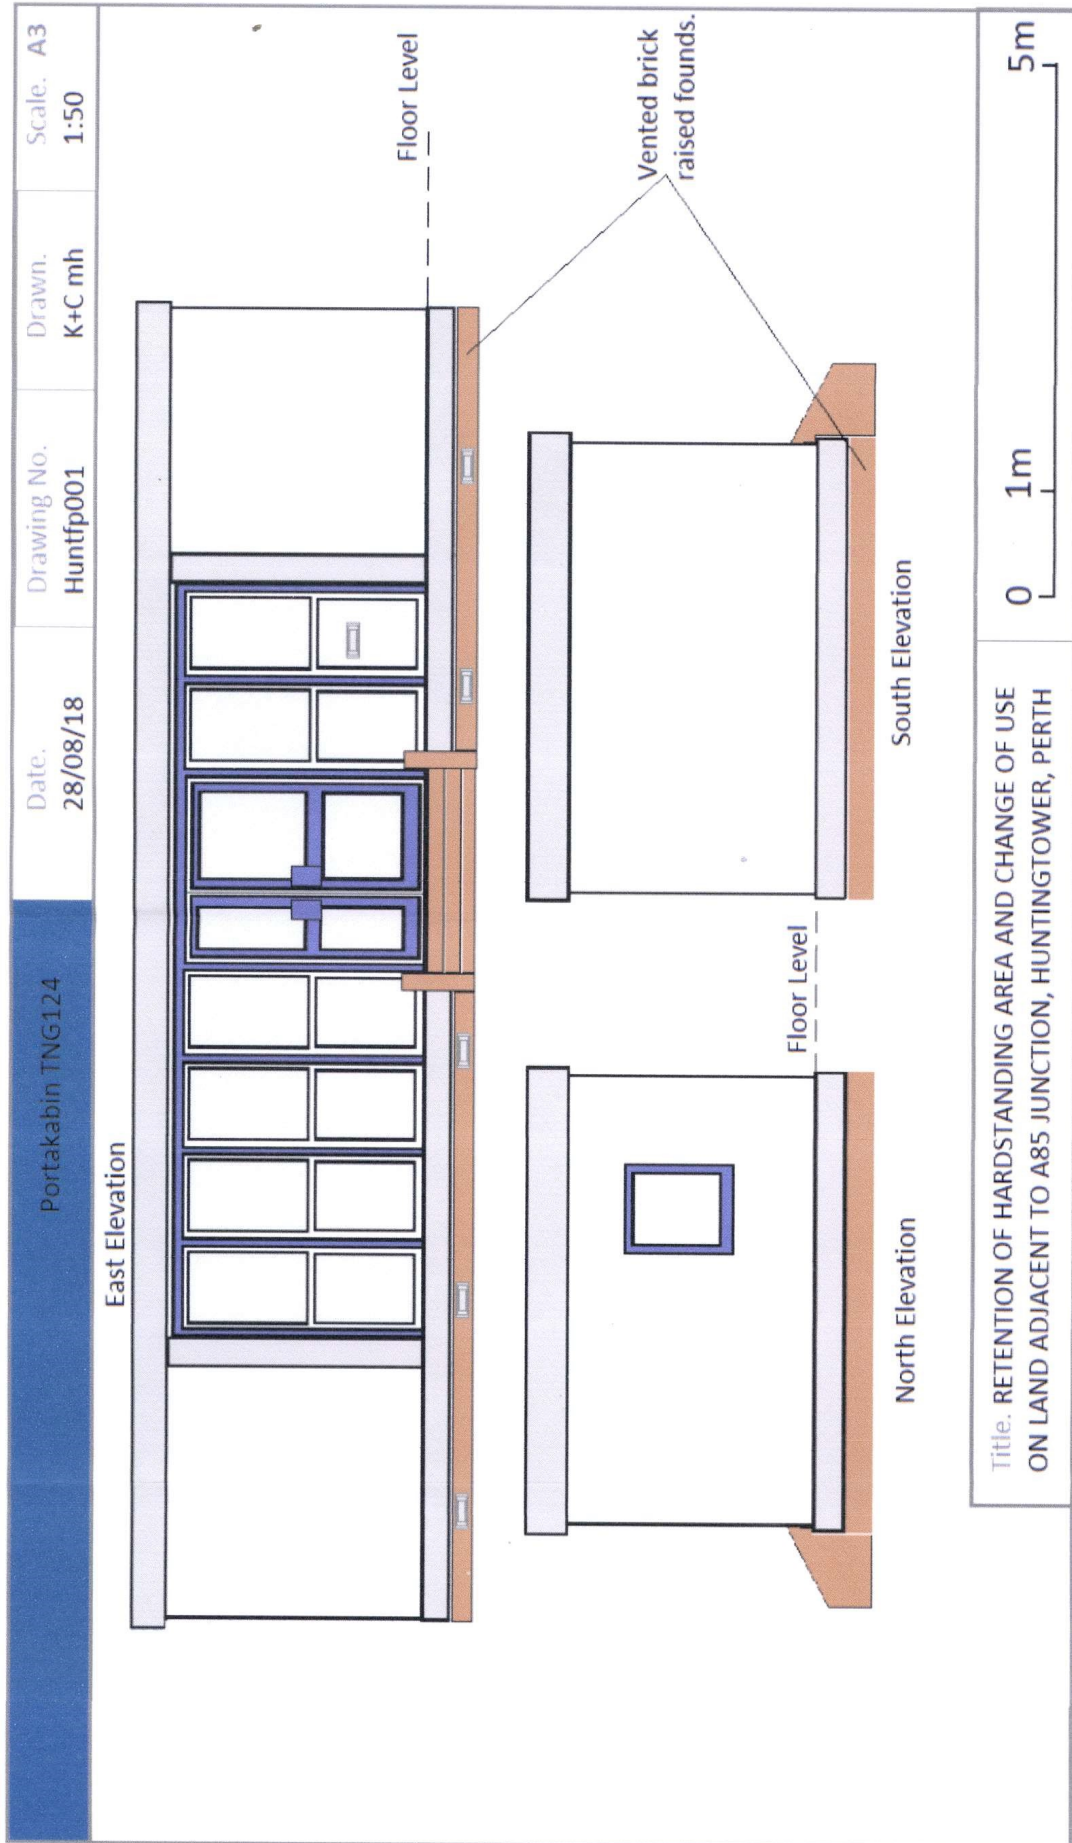 Portakabin TNG124
Date.
28/08/18
Drawing No.
Huntfp001
Drawn.
K+C mh
Scale. A3
1:50
East Elevation
Floor Level
Vented brick
raised founds.
Floor Level
North Elevation
South Elevation
Title. RETENTION OF HARDSTANDING AREA AND CHANGE OF USE
ON LAND ADJACENT TO A85 JUNCTION, HUNTINGTOWER, PERTH
0 1m 5m